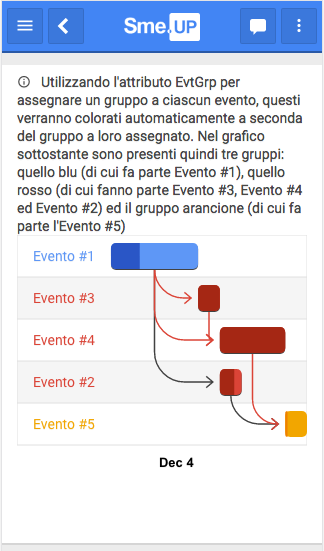 Sme.UP
Utilizzando l'attributo EvtGrp per
assegnare un gruppo a ciascun evento, questi
verranno colorati automaticamente a seconda
del gruppo a loro assegnato. Nel grafico
sottostante sono presenti quindi tre gruppi:
quello blu (di cui fa parte Evento #1), quello
rosso (di cui fanno parte Evento #3, Evento #4
ed Evento #2) ed il gruppo arancione (di cui fa
parte l'Evento #5)
Evento #1
Evento #3
Evento #4
Evento #2
Evento #5
Dec 4